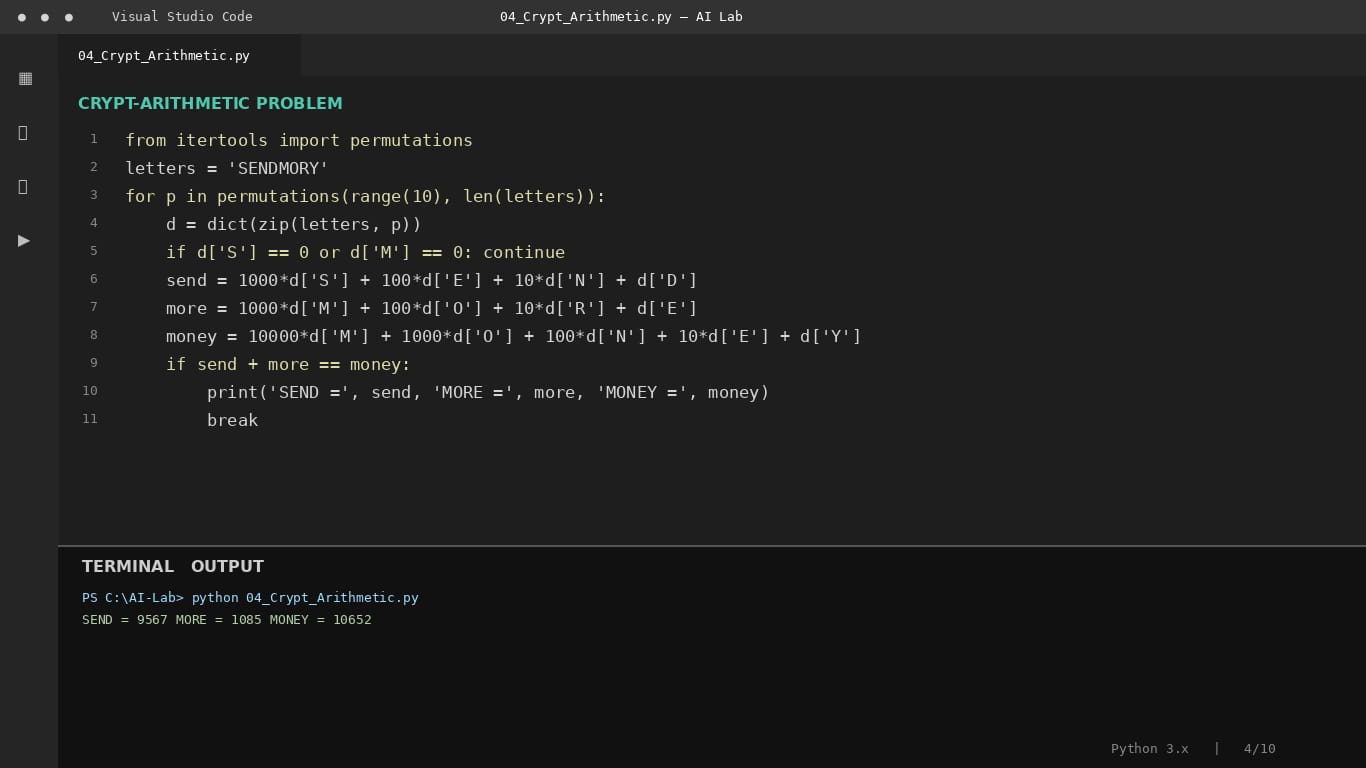 Visual Studio Code
04_Crypt_Arithmetic.py — AI Lab
04_Crypt_Arithmetic.py
CRYPT-ARITHMETIC PROBLEM
1 from itertools import permutations
2 letters = 'SENDMORY'
3 for p in permutations(range(10), len(letters)):
4     d = dict(zip(letters, p))
5     if d['S'] == 0 or d['M'] == 0: continue
6     send = 1000*d['S'] + 100*d['E'] + 10*d['N'] + d['D']
7     more = 1000*d['M'] + 100*d['O'] + 10*d['R'] + d['E']
8     money = 10000*d['M'] + 1000*d['O'] + 100*d['N'] + 10*d['E'] + d['Y']
9     if send + more == money:
10         print('SEND =', send, 'MORE =', more, 'MONEY =', money)
11         break
TERMINAL OUTPUT
PS C:\AI-Lab> python 04_Crypt_Arithmetic.py
SEND = 9567 MORE = 1085 MONEY = 10652
Python 3.x | 4/10